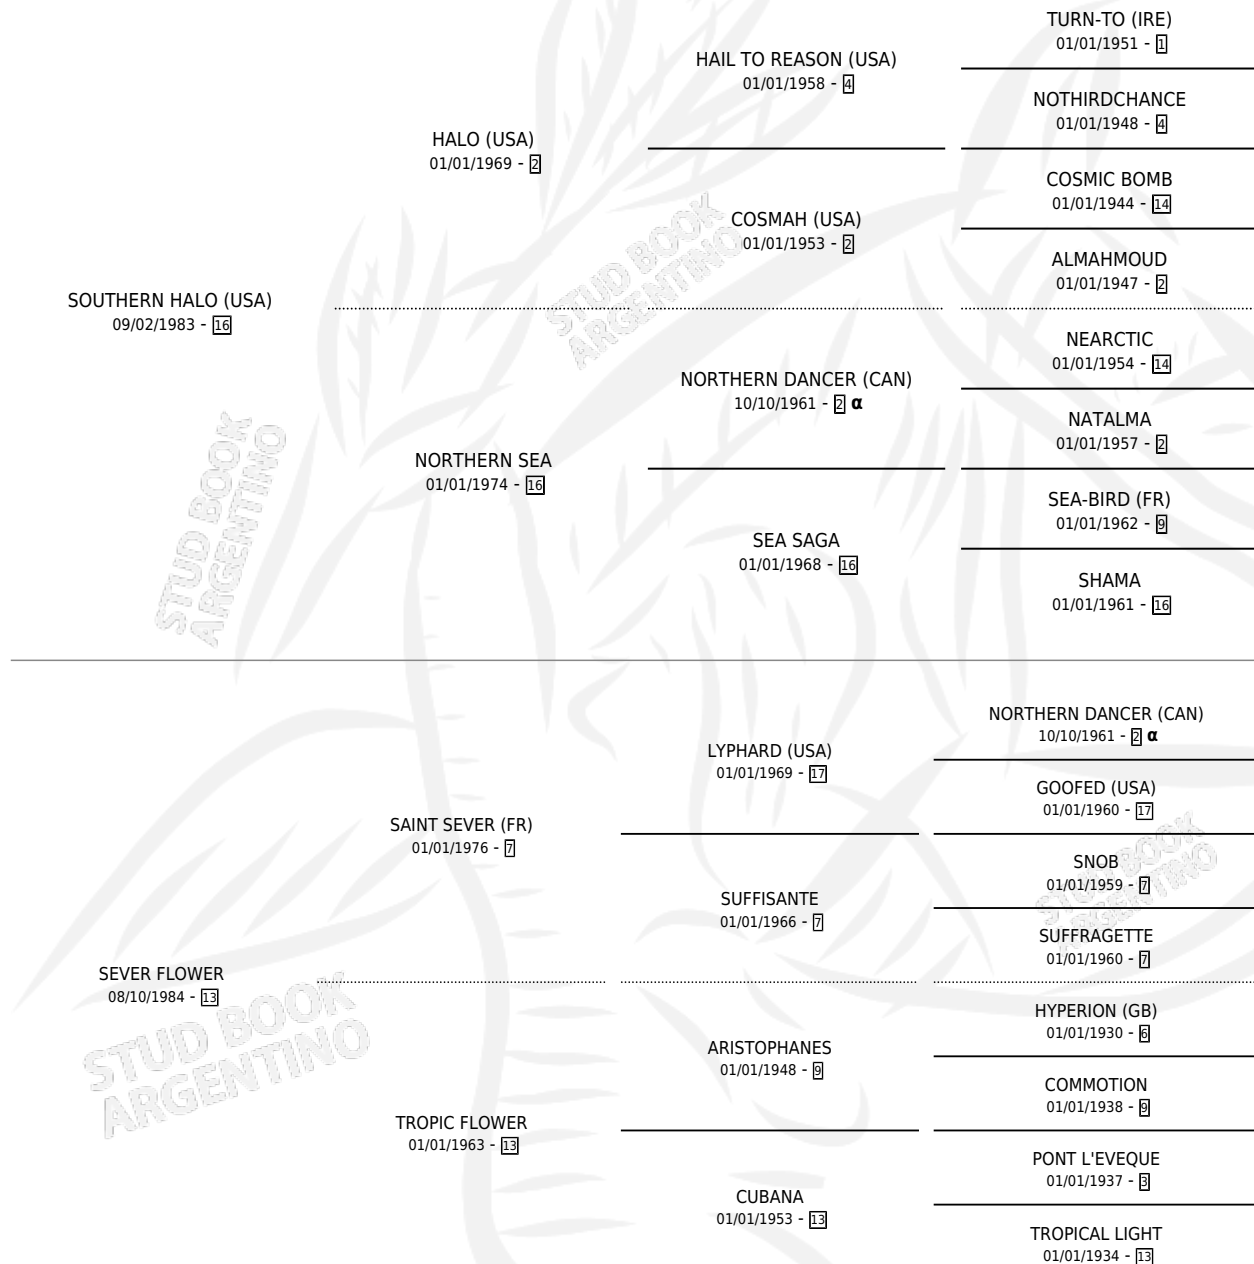 TURN-TO (IRE)
01/01/1951 - 1
HAIL TO REASON (USA)
01/01/1958 - 4
NOTHIRDCHANCE
01/01/1948 - 4
HALO (USA)
01/01/1969 - 2
COSMIC BOMB
01/01/1944 - 14
COSMAH (USA)
01/01/1953 - 2
ALMAHMOUD
01/01/1947 - 2
SOUTHERN HALO (USA)
09/02/1983 - 16
STUD BOOK
ARGENTINO
NEARCTIC
01/01/1954 - 14
NORTHERN DANCER (CAN)
10/10/1961 - 2 α
NATALMA
01/01/1957 - 2
NORTHERN SEA
01/01/1974 - 16
SEA-BIRD (FR)
01/01/1962 - 9
SEA SAGA
01/01/1968 - 16
SHAMA
01/01/1961 - 16
STUD BOOK
ARGENTINO
NORTHERN DANCER (CAN)
10/10/1961 - 2 α
LYPHARD (USA)
01/01/1969 - 17
GOOFED (USA)
01/01/1960 - 17
SAINT SEVER (FR)
01/01/1976 - 7
SNOB
01/01/1959 - 7
SUFFISANTE
01/01/1966 - 7
SUFFRAGETTE
01/01/1960 - 7
STUD BOOK
ARGENTINO
SEVER FLOWER
08/10/1984 - 13
STUD BOOK
ARGENTINO
HYPERION (GB)
01/01/1930 - 6
ARISTOPHANES
01/01/1948 - 9
COMMOTION
01/01/1938 - 9
TROPIC FLOWER
01/01/1963 - 13
PONT L'EVEQUE
01/01/1937 - 3
CUBANA
01/01/1953 - 13
TROPICAL LIGHT
01/01/1934 - 13